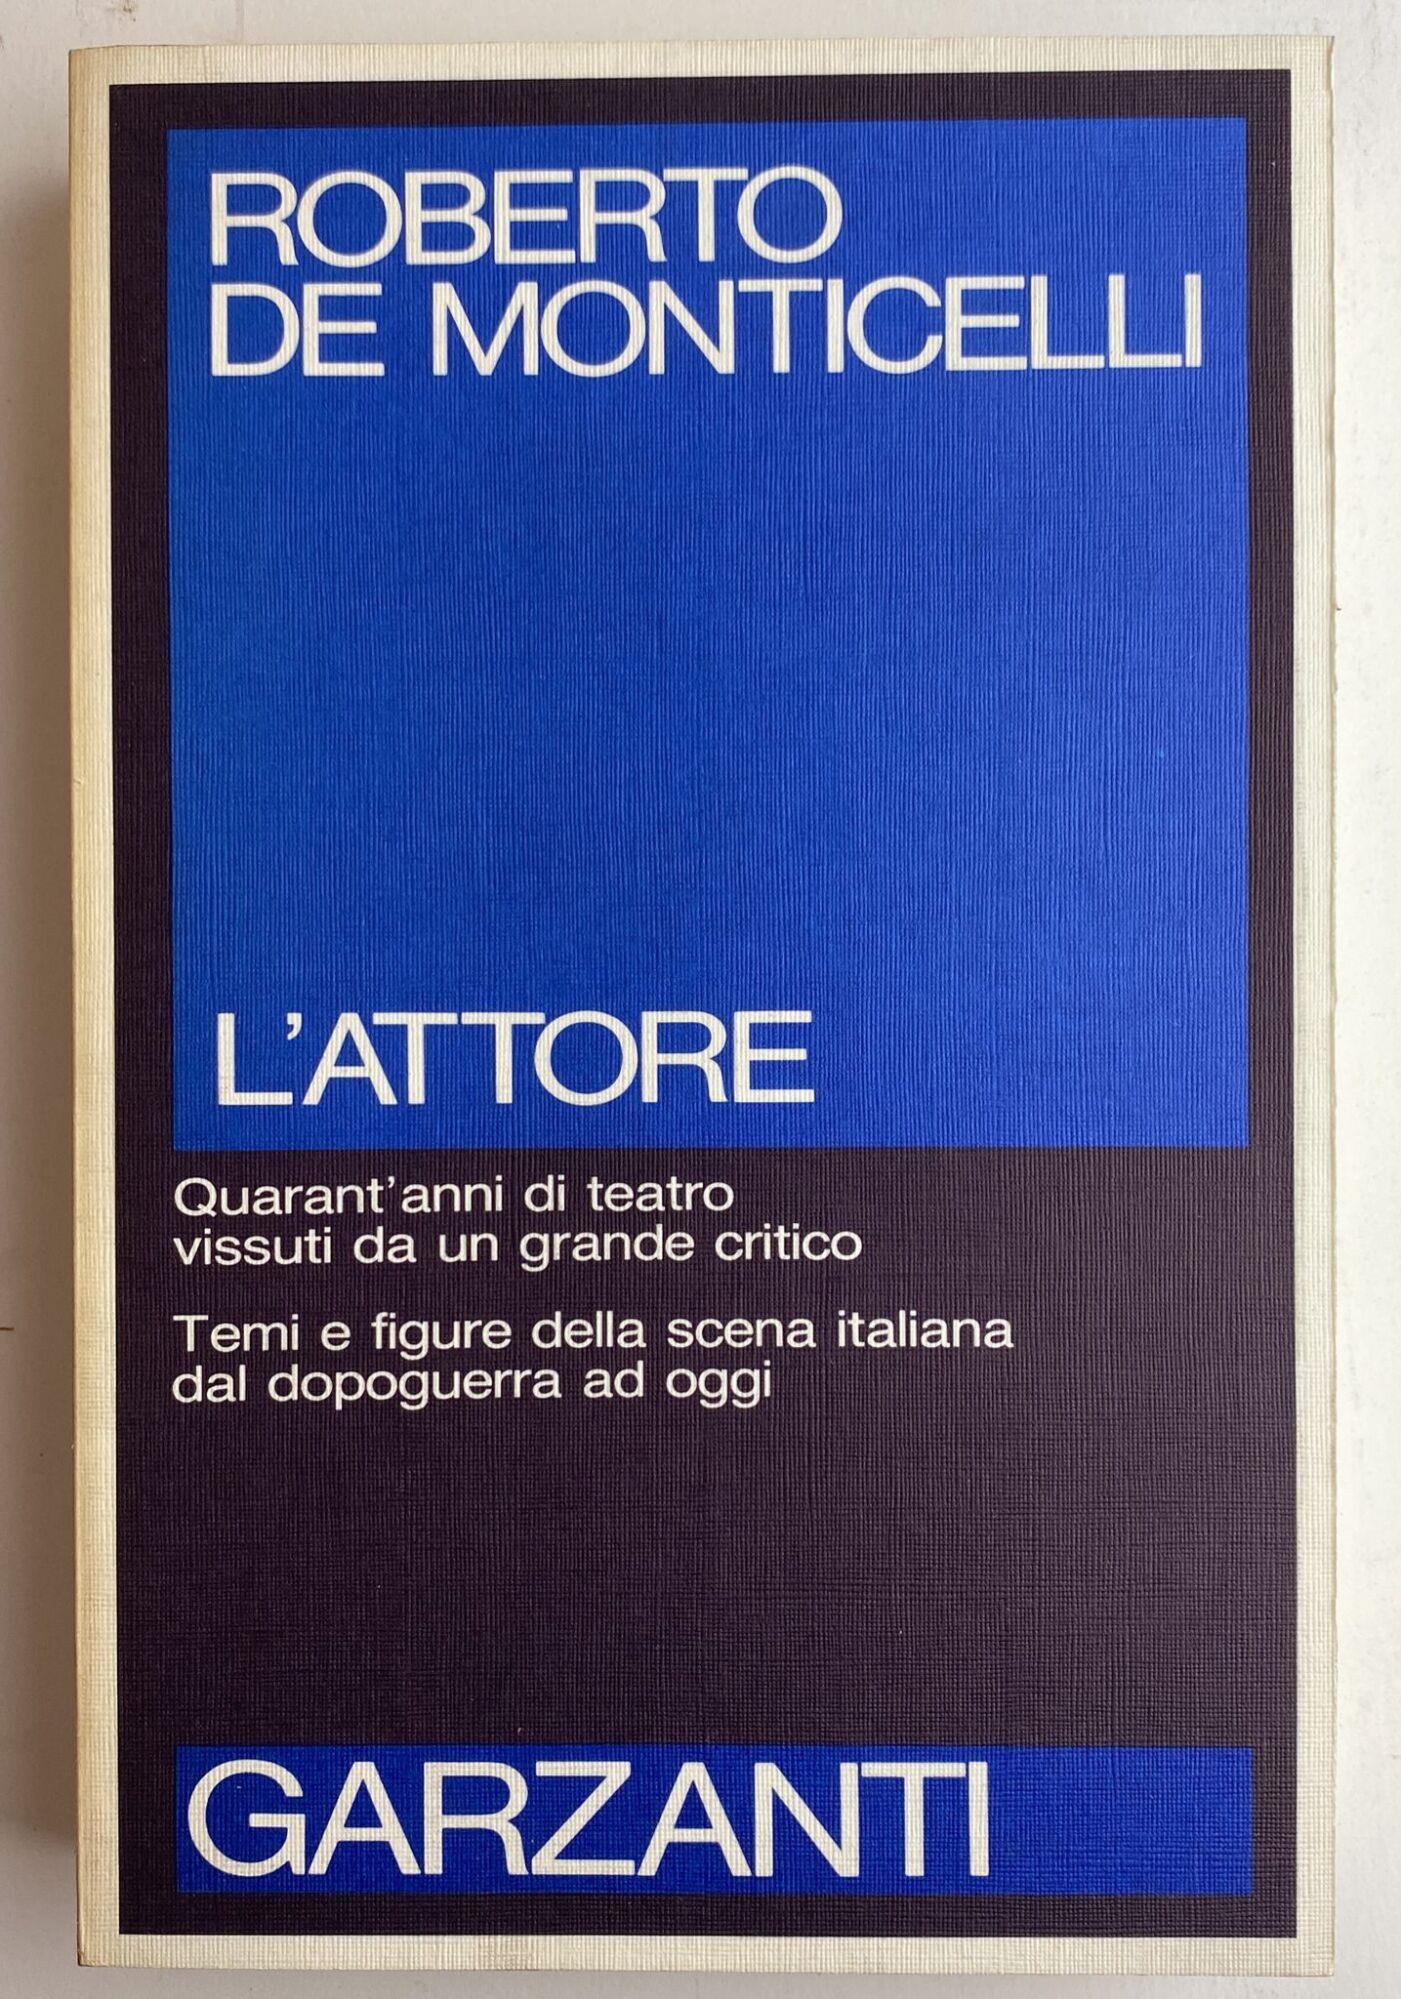 ROBERTO
DE MONTICELLI
L'ATTORE
Quarant'anni di teatro
vissuti da un grande critico
Temi e figure della scena italiana
dal dopoguerra ad oggi
GARZANTI